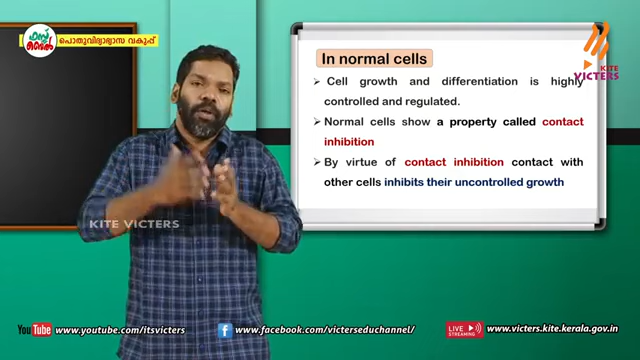 ഫസ്റ്റ് ബെൽ
പൊതുവിദ്യാഭ്യാസ വകുപ്പ്
KITE
VICTERS
In normal cells
➢ Cell growth and differentiation is highly
controlled and regulated.
➢ Normal cells show a property called contact
inhibition
➢ By virtue of contact inhibition contact with
other cells inhibits their uncontrolled growth
KITE VICTERS
YouTube www.youtube.com/itsvicters
f www.facebook.com/victerseduchannel/
LIVE STREAMING www.victers.kite.kerala.gov.in